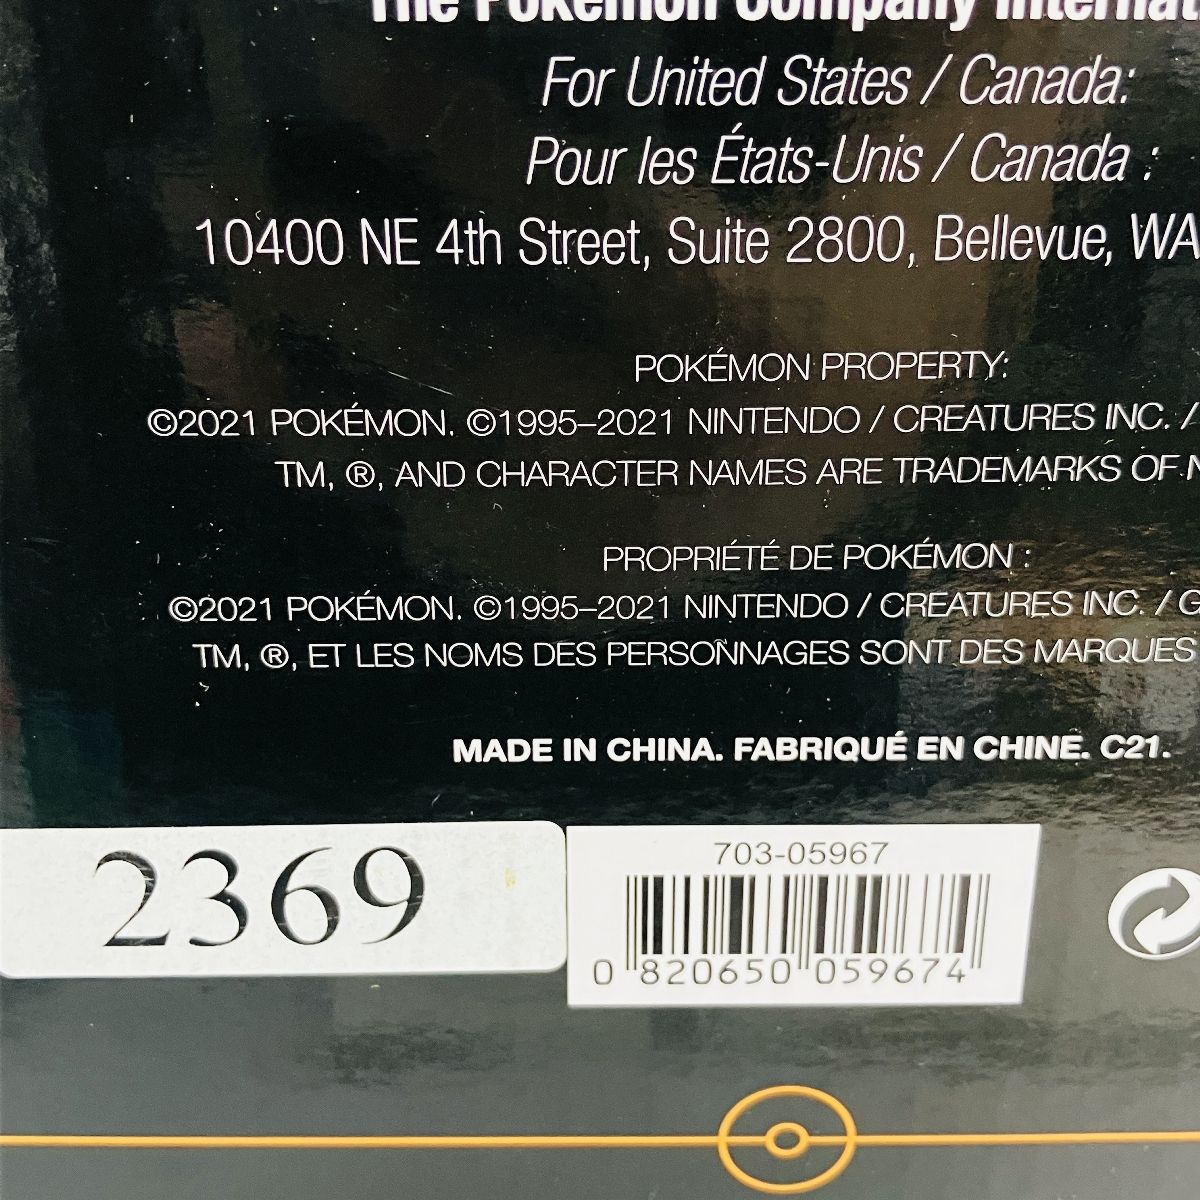 The Pokémon Company
For United States / Canada:
Pour les États-Unis / Canada :
10400 NE 4th Street, Suite 2800, Bellevue, WA
POKÉMON PROPERTY:
©2021 POKÉMON. ©1995–2021 NINTENDO / CREATURES INC. /
TM, ®, AND CHARACTER NAMES ARE TRADEMARKS OF
PROPRIÉTÉ DE POKÉMON :
©2021 POKÉMON. ©1995–2021 NINTENDO / CREATURES INC. / G
TM, ®, ET LES NOMS DES PERSONNAGES SONT DES MARQUES
MADE IN CHINA. FABRIQUÉ EN CHINE. C21.
2369
703-05967
0 820650 059674